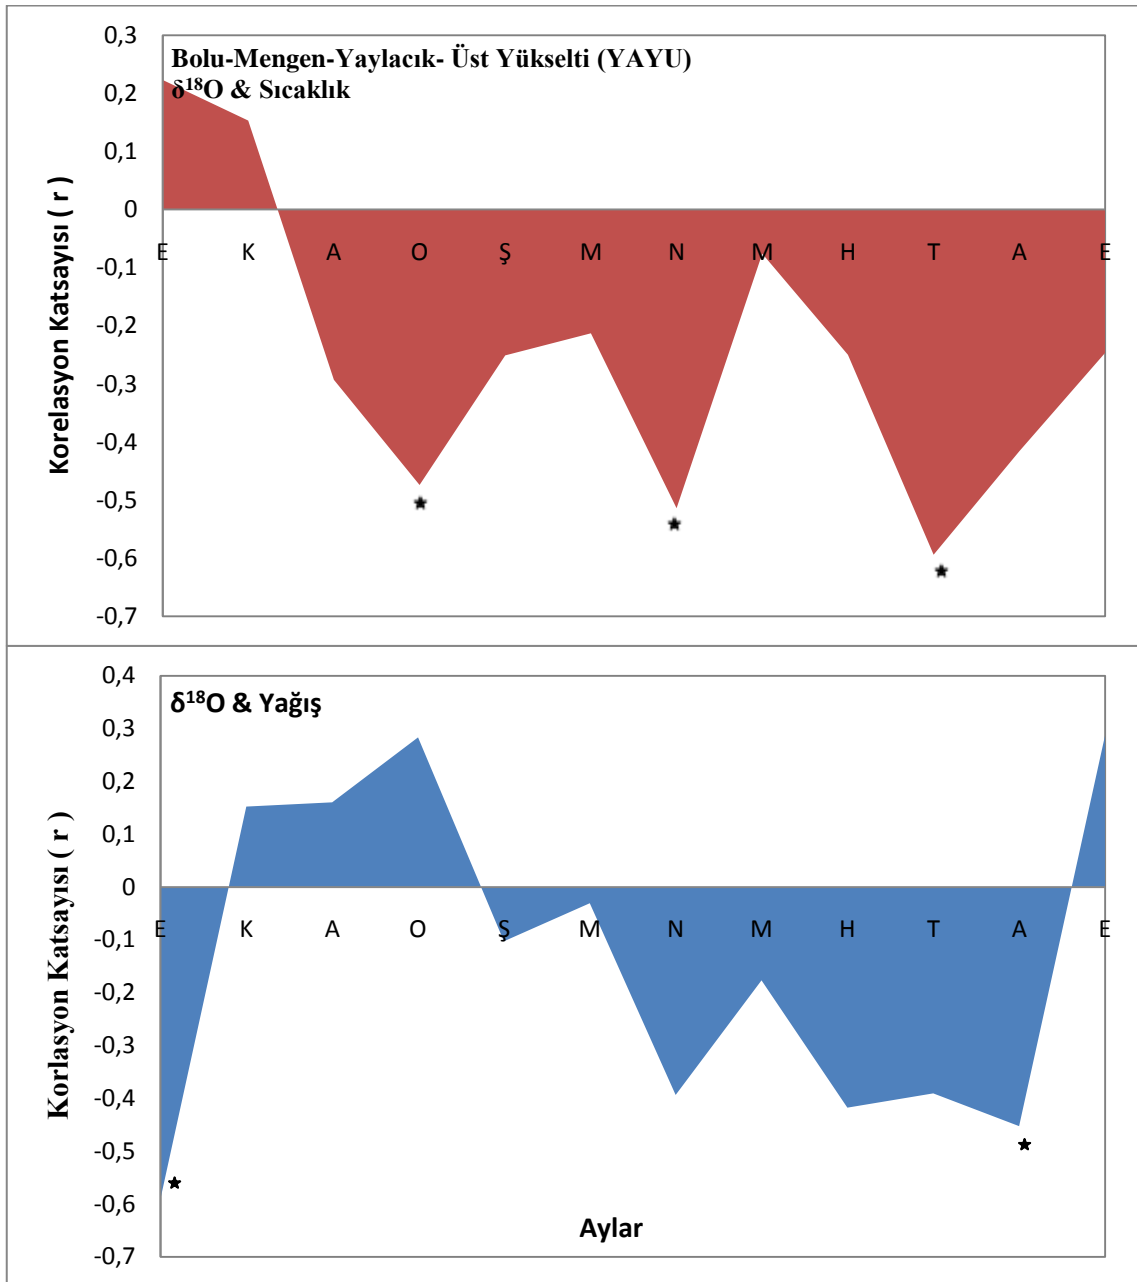 0,3
Bolu-Mengen-Yaylacık- Üst Yükselti (YAYU)
δ¹⁸O & Sıcaklık
0,2
0,1
0
-0,1
-0,2
-0,3
-0,4
-0,5
-0,6
-0,7
Korelasyon Katsayısı ( r )
E K A O Ş M N M H T A E
0,4
δ¹⁸O & Yağış
0,3
0,2
0,1
0
-0,1
-0,2
-0,3
-0,4
-0,5
-0,6
-0,7
Korlasyon Katsayısı ( r )
E K A O Ş M N M H T A E
Aylar